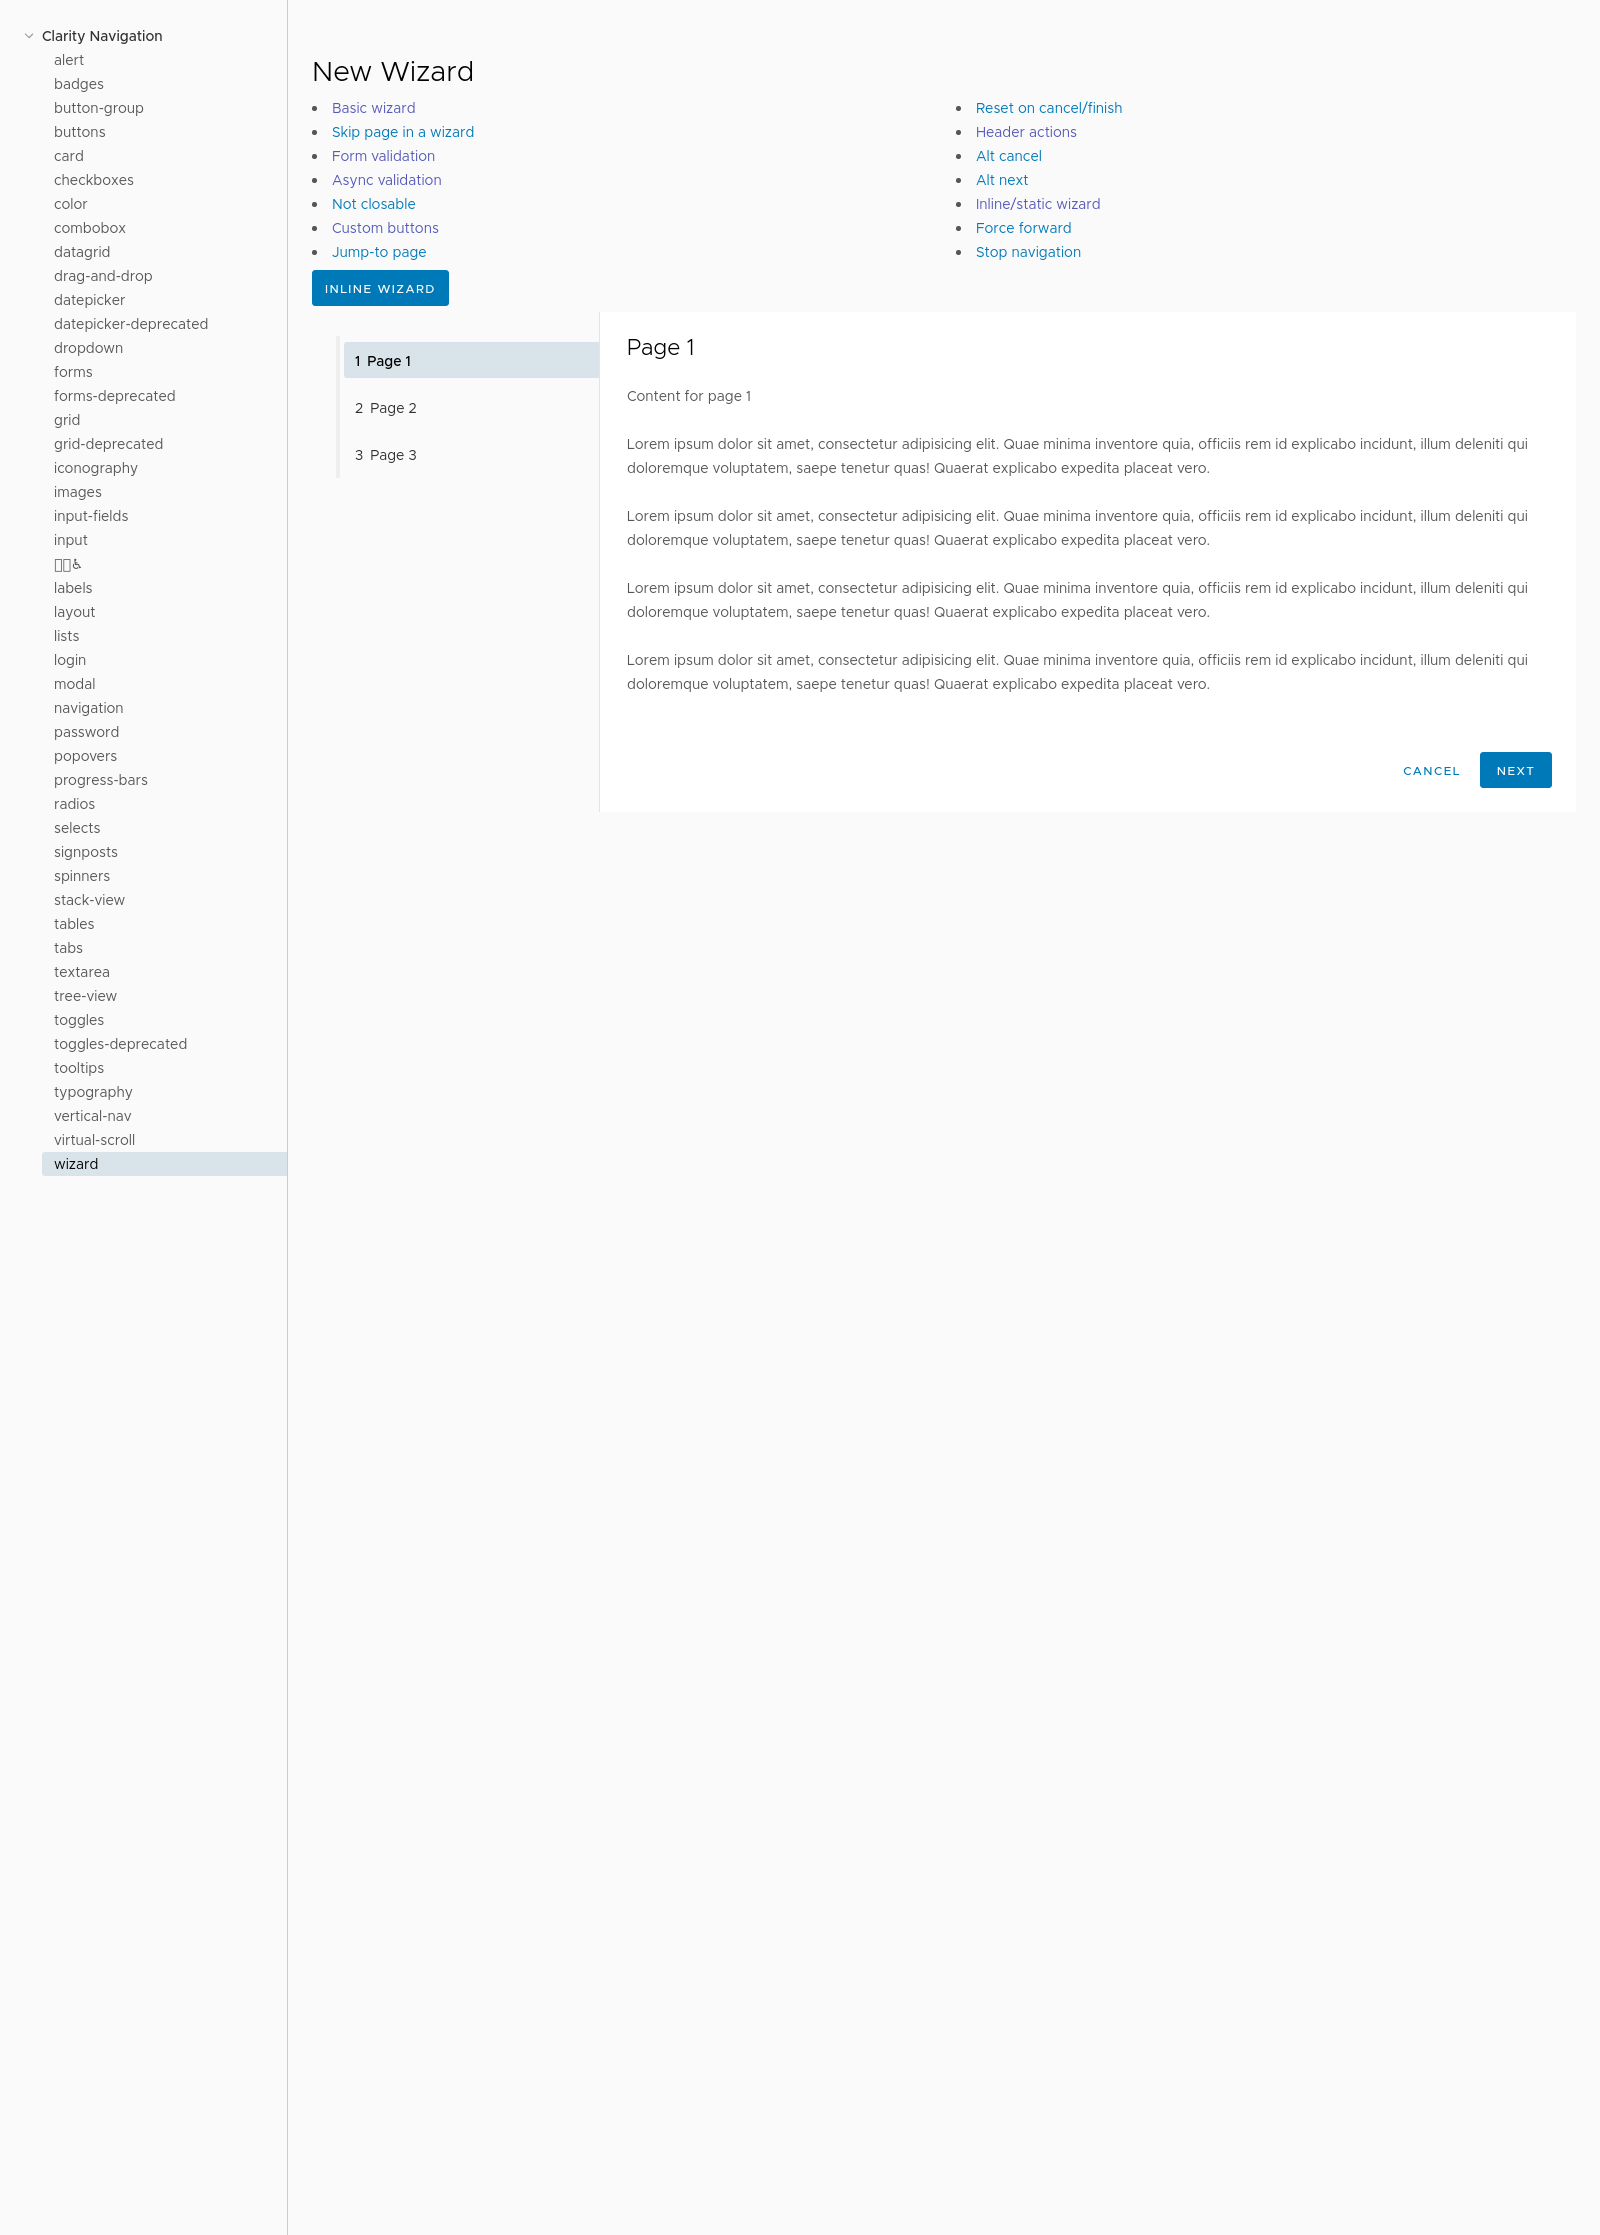 Clarity Navigation
alert
badges
button-group
buttons
card
checkboxes
color
combobox
datagrid
drag-and-drop
datepicker
datepicker-deprecated
dropdown
forms
forms-deprecated
grid
grid-deprecated
iconography
images
input-fields
input
♿
labels
layout
lists
login
modal
navigation
password
popovers
progress-bars
radios
selects
signposts
spinners
stack-view
tables
tabs
textarea
tree-view
toggles
toggles-deprecated
tooltips
typography
vertical-nav
virtual-scroll
wizard
New Wizard
Basic wizard
Skip page in a wizard
Form validation
Async validation
Not closable
Custom buttons
Jump-to page
Reset on cancel/finish
Header actions
Alt cancel
Alt next
Inline/static wizard
Force forward
Stop navigation
INLINE WIZARD
1 Page 1
2 Page 2
3 Page 3
Page 1
Content for page 1
Lorem ipsum dolor sit amet, consectetur adipisicing elit. Quae minima inventore quia, officiis rem id explicabo incidunt, illum deleniti qui
doloremque voluptatem, saepe tenetur quas! Quaerat explicabo expedita placeat vero.
Lorem ipsum dolor sit amet, consectetur adipisicing elit. Quae minima inventore quia, officiis rem id explicabo incidunt, illum deleniti qui
doloremque voluptatem, saepe tenetur quas! Quaerat explicabo expedita placeat vero.
Lorem ipsum dolor sit amet, consectetur adipisicing elit. Quae minima inventore quia, officiis rem id explicabo incidunt, illum deleniti qui
doloremque voluptatem, saepe tenetur quas! Quaerat explicabo expedita placeat vero.
Lorem ipsum dolor sit amet, consectetur adipisicing elit. Quae minima inventore quia, officiis rem id explicabo incidunt, illum deleniti qui
doloremque voluptatem, saepe tenetur quas! Quaerat explicabo expedita placeat vero.
CANCEL
NEXT